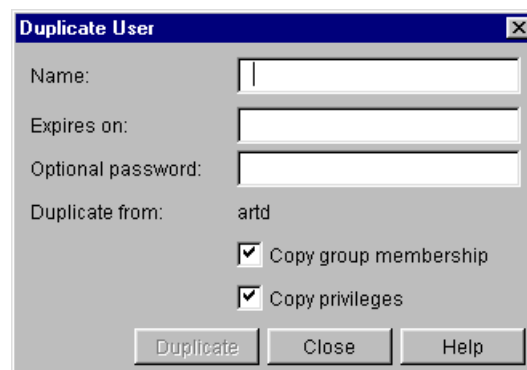 Duplicate User
Name:
Expires on:
Optional password:
Duplicate from: artd
Copy group membership
Copy privileges
Duplicate Close Help